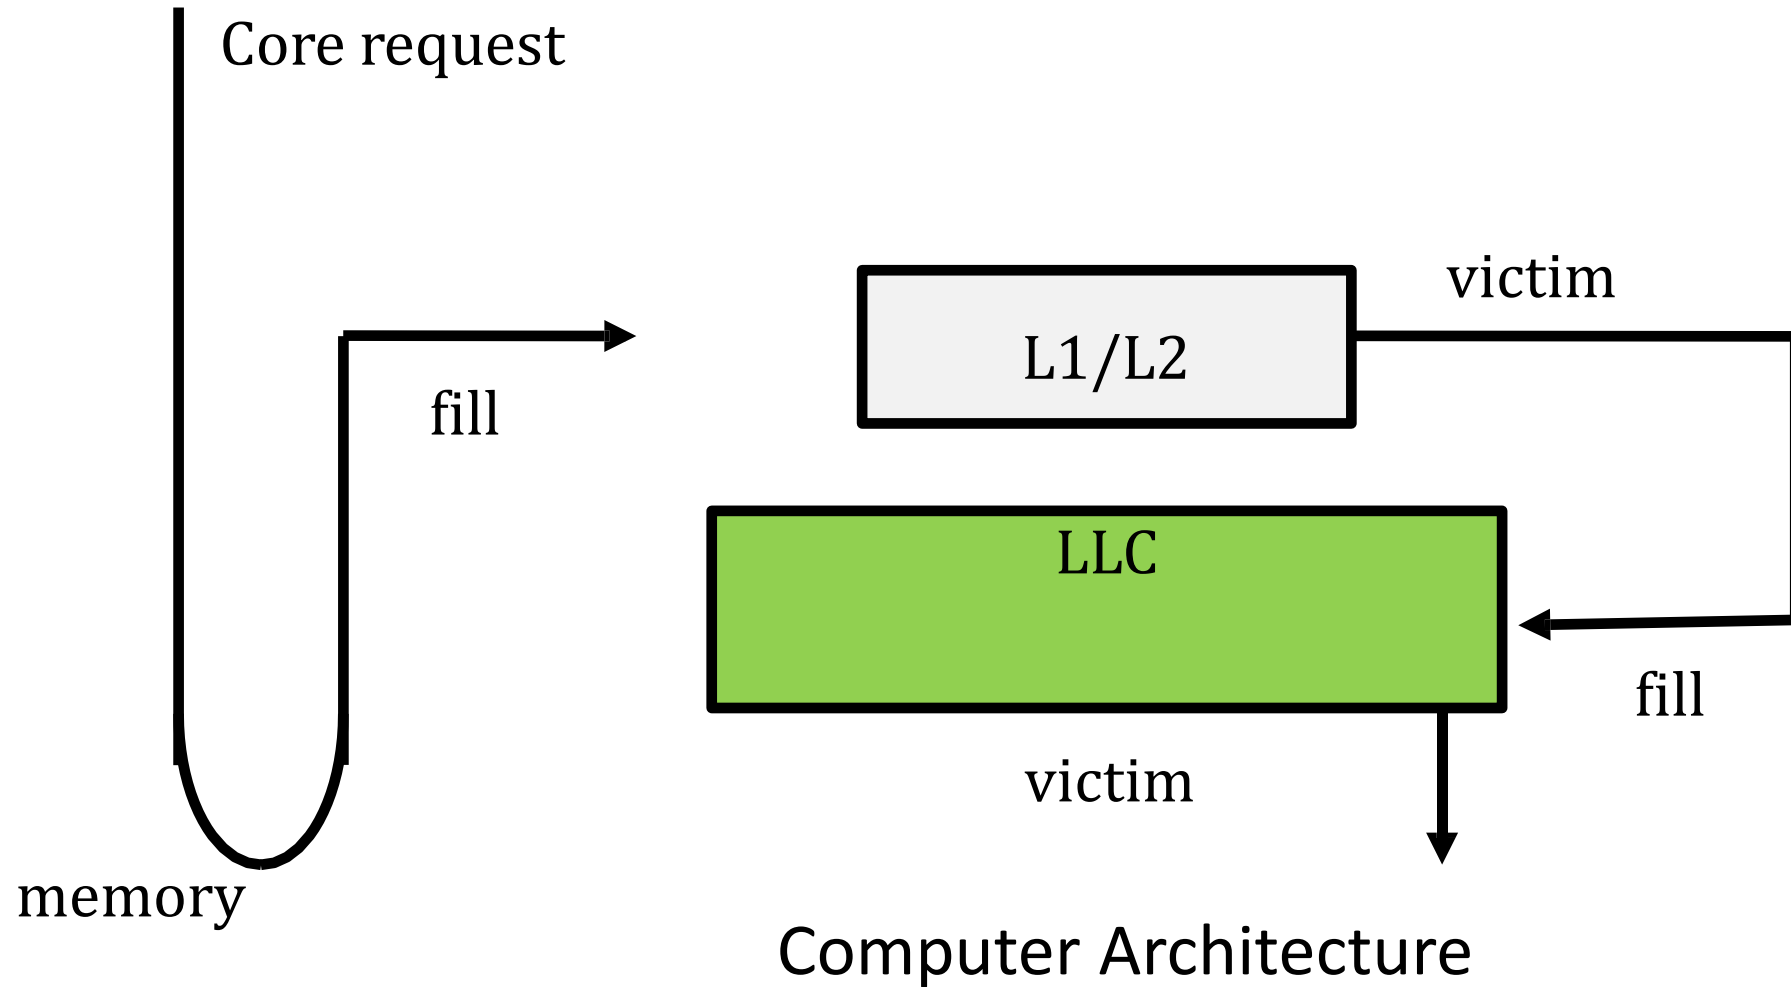 Core request
victim
L1/L2
fill
LLC
fill
victim
memory
Computer Architecture